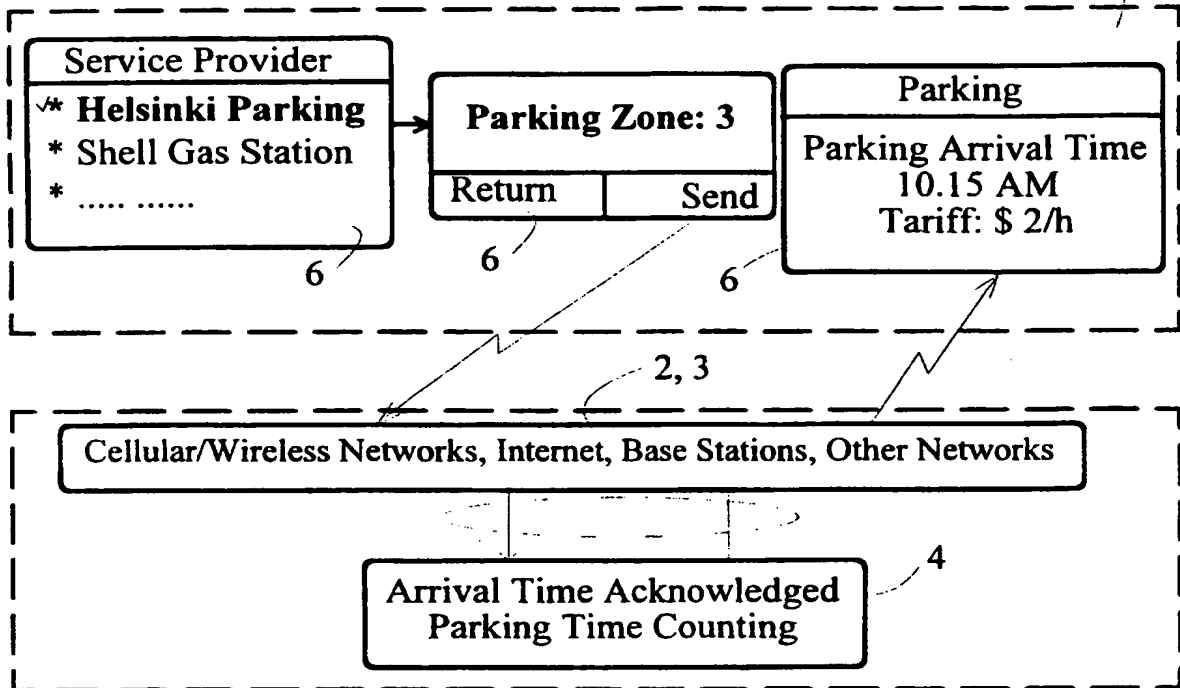 Service Provider
* Helsinki Parking
* Shell Gas Station
* ..... ......
6
Parking Zone: 3
Return Send
6
Parking
Parking Arrival Time
10.15 AM
Tariff: $ 2/h
6
2, 3
Cellular/Wireless Networks, Internet, Base Stations, Other Networks
Arrival Time Acknowledged
Parking Time Counting
4